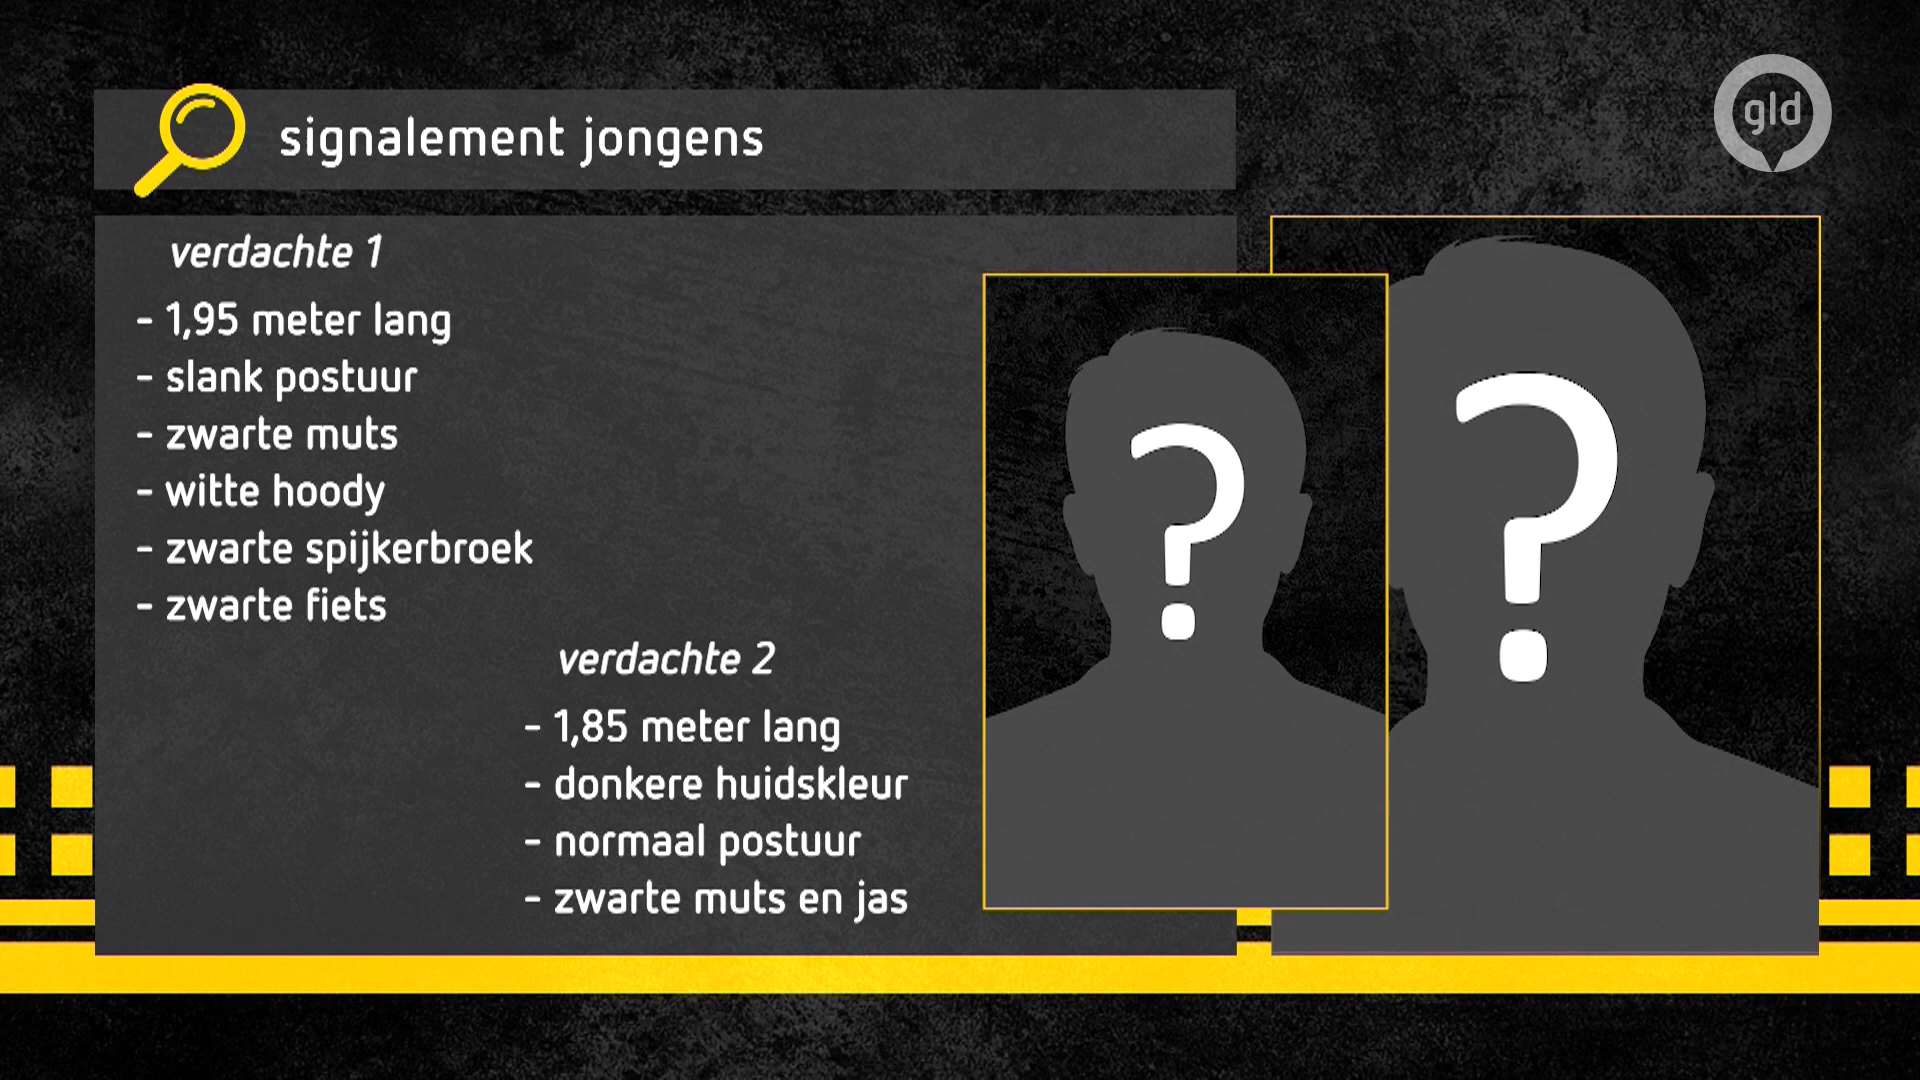 gld
signalement jongens
verdachte 1
- 1,95 meter lang
- slank postuur
- zwarte muts
- witte hoody
- zwarte spijkerbroek
- zwarte fiets
verdachte 2
- 1,85 meter lang
- donkere huidskleur
- normaal postuur
- zwarte muts en jas
?
?